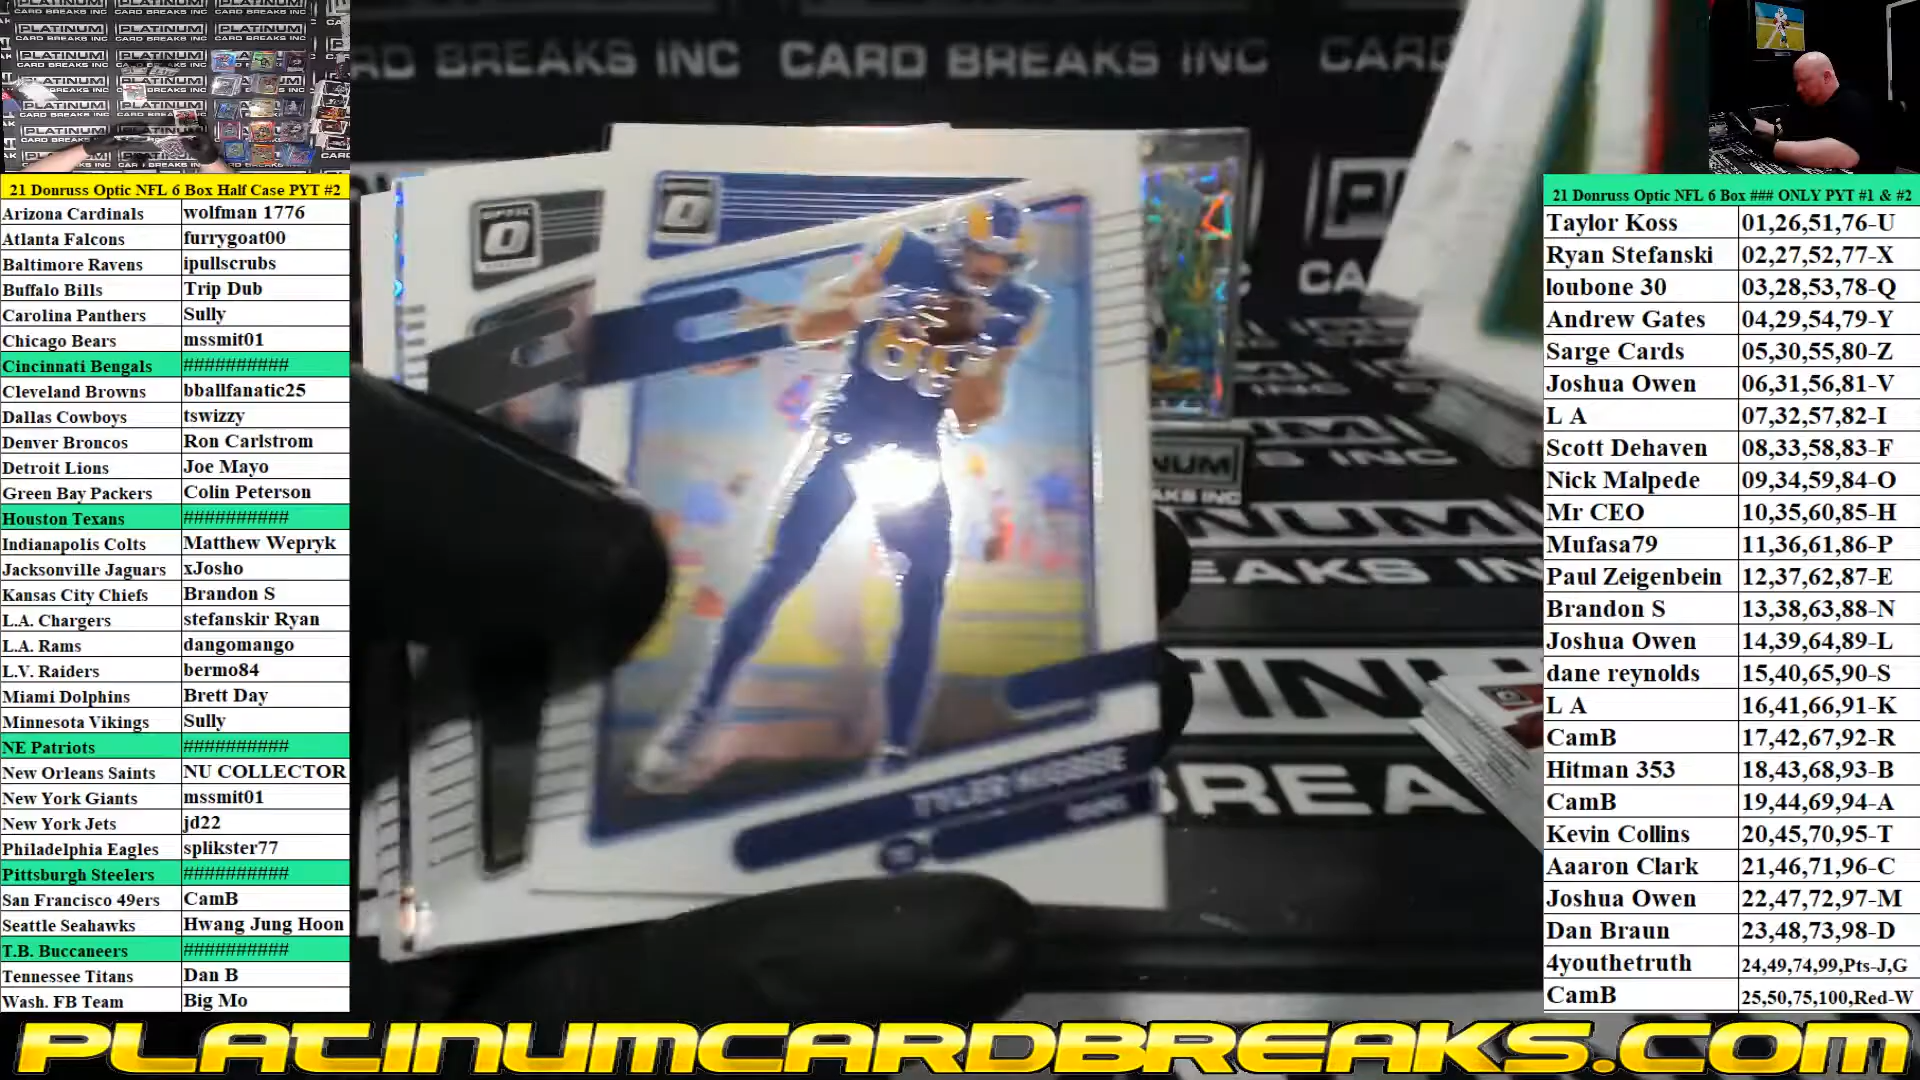 CARD BREAKS INC
CARD BREAKS INC
21 Donruss Optic NFL 6 Box Half Case PYT #2
Arizona Cardinals wolfman 1776
Atlanta Falcons furrygoat00
Baltimore Ravens ipullscrubs
Buffalo Bills Trip Dub
Carolina Panthers Sully
Chicago Bears mssmit01
Cincinnati Bengals ##########
Cleveland Browns bballfanatic25
Dallas Cowboys tswizzy
Denver Broncos Ron Carlstrom
Detroit Lions Joe Mayo
Green Bay Packers Colin Peterson
Houston Texans ##########
Indianapolis Colts Matthew Wepryk
Jacksonville Jaguars xJosho
Kansas City Chiefs Brandon S
L.A. Chargers stefanskir Ryan
L.A. Rams dangomango
L.V. Raiders bermo84
Miami Dolphins Brett Day
Minnesota Vikings Sully
NE Patriots ##########
New Orleans Saints NU COLLECTOR
New York Giants mssmit01
New York Jets jd22
Philadelphia Eagles splikster77
Pittsburgh Steelers ##########
San Francisco 49ers CamB
Seattle Seahawks Hwang Jung Hoon
T.B. Buccaneers ##########
Tennessee Titans Dan B
Wash. FB Team Big Mo
TYLER HIGBEE
21 Donruss Optic NFL 6 Box ### ONLY PYT #1 & #2
Taylor Koss 01,26,51,76-U
Ryan Stefanski 02,27,52,77-X
loubone 30 03,28,53,78-Q
Andrew Gates 04,29,54,79-Y
Sarge Cards 05,30,55,80-Z
Joshua Owen 06,31,56,81-V
L A 07,32,57,82-I
Scott Dehaven 08,33,58,83-F
Nick Malpede 09,34,59,84-O
Mr CEO 10,35,60,85-H
Mufasa79 11,36,61,86-P
Paul Zeigenbein 12,37,62,87-E
Brandon S 13,38,63,88-N
Joshua Owen 14,39,64,89-L
dane reynolds 15,40,65,90-S
L A 16,41,66,91-K
CamB 17,42,67,92-R
Hitman 353 18,43,68,93-B
CamB 19,44,69,94-A
Kevin Collins 20,45,70,95-T
Aaaron Clark 21,46,71,96-C
Joshua Owen 22,47,72,97-M
Dan Braun 23,48,73,98-D
4youthetruth 24,49,74,99,Pts-J,G
CamB 25,50,75,100,Red-W
PLATINUMCARDBREAKS.COM